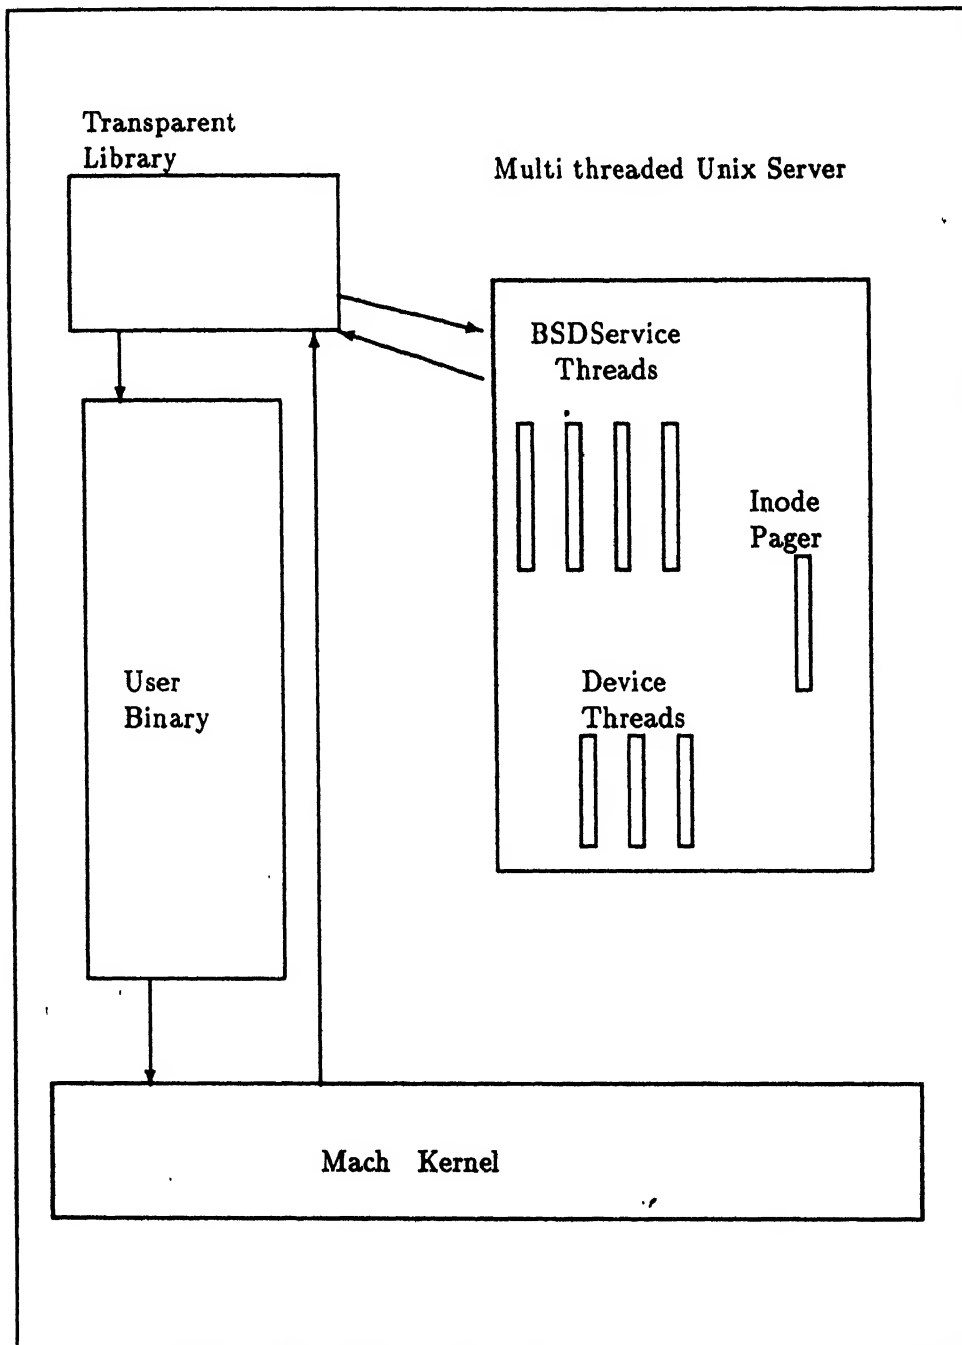 Transparent
Library
Multi threaded Unix Server
BSDService
Threads
Inode
Pager
User
Binary
Device
Threads
Mach Kernel